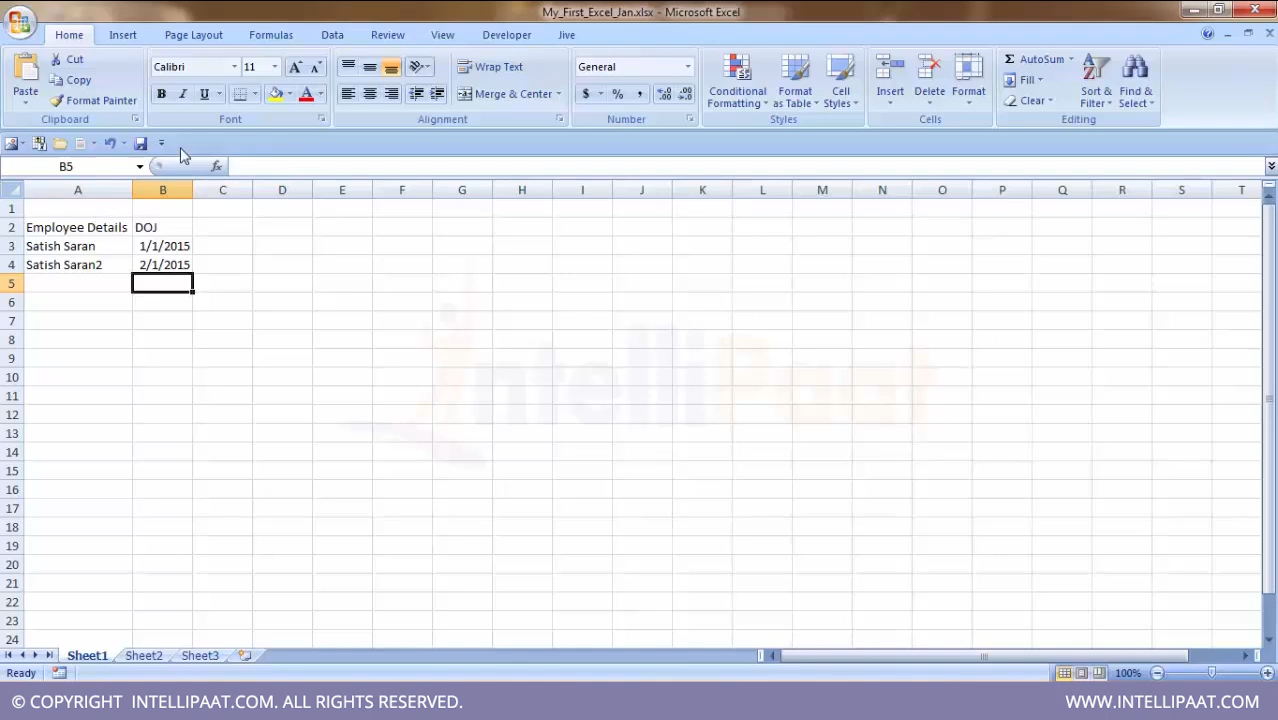 My_First_Excel_Jan.xlsx - Microsoft Excel
Home Insert Page Layout Formulas Data Review View Developer Jive
Paste
Cut
Copy
Format Painter
Clipboard
Calibri 11
B I U
A A
A
Font
Wrap Text
Merge & Center
Alignment
General
$ % ,
.0 .00 .00 .0
Number
Conditional Formatting
Format as Table
Cell Styles
Styles
Insert
Delete
Format
Cells
Σ AutoSum
Fill
Clear
Sort & Filter
Find & Select
Editing
B5 fx
A B C D E F G H I J K L M N O P Q R S T
1
2 Employee Details DOJ
3 Satish Saran 1/1/2015
4 Satish Saran2 2/1/2015
5
6
7
8
9
10
11
12
13
14
15
16
17
18
19
20
21
22
23
24
IntelliPaat
Sheet1 Sheet2 Sheet3
Ready 100%
© COPYRIGHT INTELLIPAAT.COM. ALL RIGHTS RESERVED. WWW.INTELLIPAAT.COM